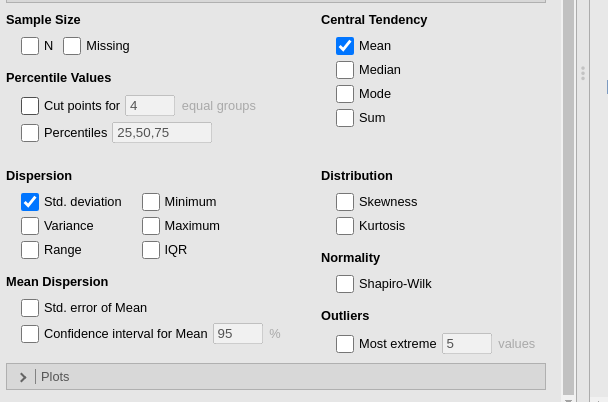 Sample Size
N Missing
Percentile Values
Cut points for 4 equal groups
Percentiles 25,50,75
Central Tendency
Mean
Median
Mode
Sum
Dispersion
Std. deviation Minimum
Variance Maximum
Range IQR
Distribution
Skewness
Kurtosis
Mean Dispersion
Std. error of Mean
Confidence interval for Mean 95 %
Normality
Shapiro-Wilk
Outliers
Most extreme 5 values
Plots